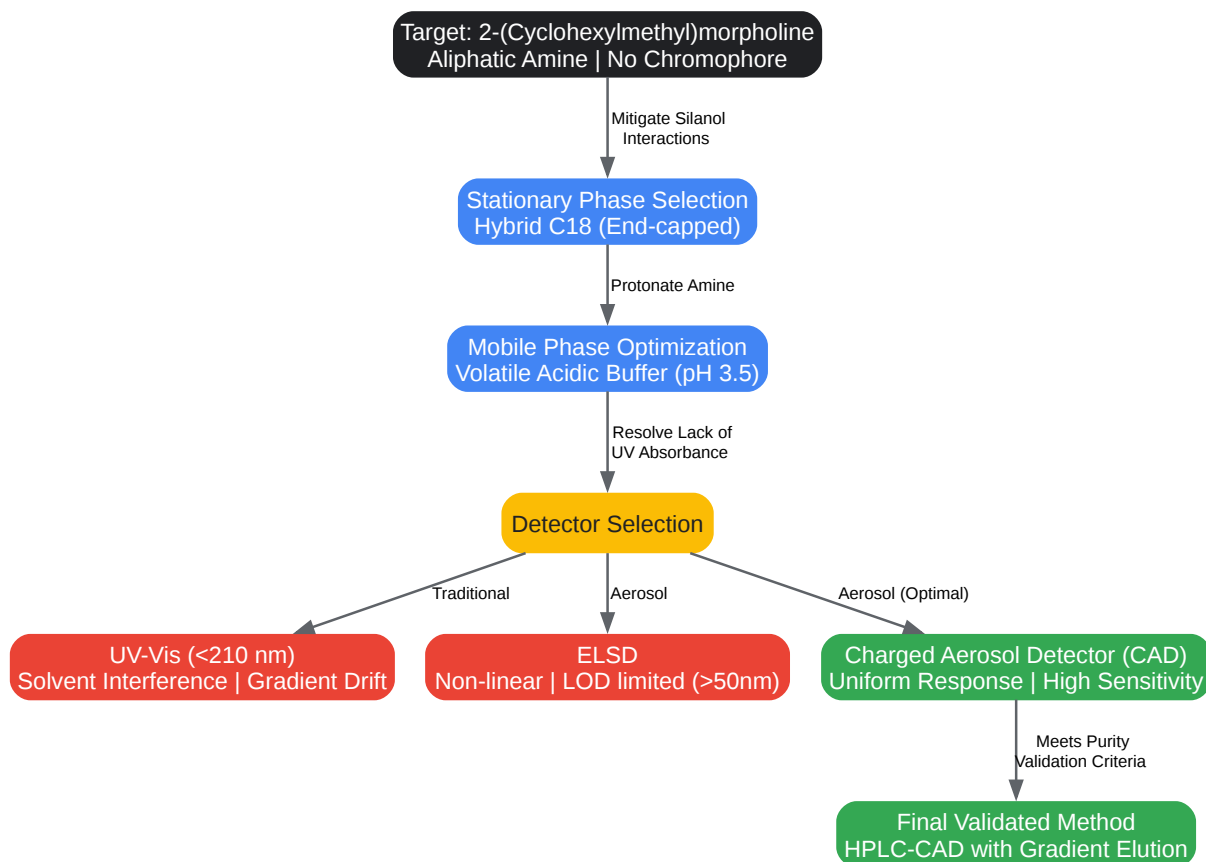 Target: 2-(Cyclohexylmethyl)morpholine
Aliphatic Amine | No Chromophore
Mitigate Silanol
Interactions
Stationary Phase Selection
Hybrid C18 (End-capped)
Protonate Amine
Mobile Phase Optimization
Volatile Acidic Buffer (pH 3.5)
Resolve Lack of
UV Absorbance
Detector Selection
Traditional
Aerosol
Aerosol (Optimal)
UV-Vis (<210 nm)
Solvent Interference | Gradient Drift
ELSD
Non-linear | LOD limited (>50nm)
Charged Aerosol Detector (CAD)
Uniform Response | High Sensitivity
Meets Purity
Validation Criteria
Final Validated Method
HPLC-CAD with Gradient Elution